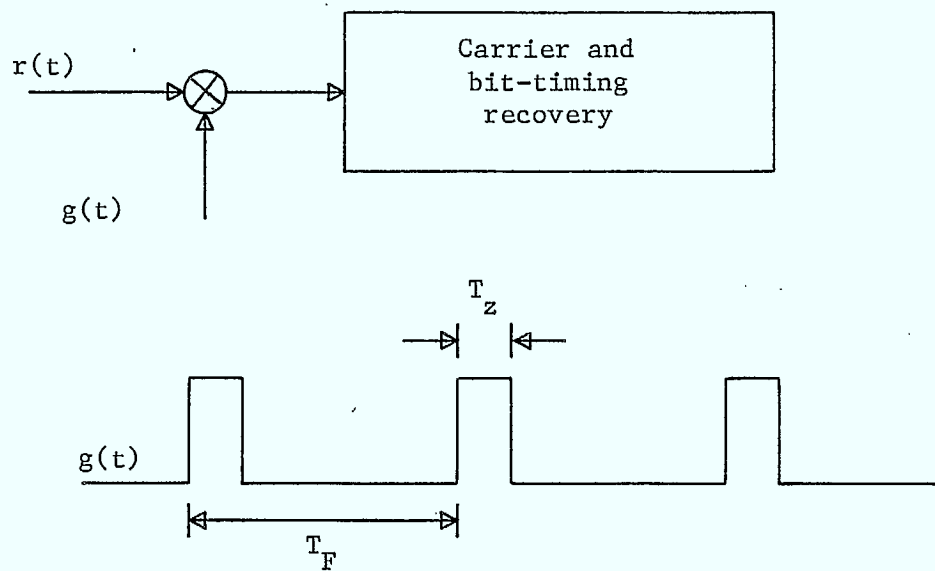 Carrier and
r(t)
bit-timing
recovery
g(t)
T_z
g(t)
T_F